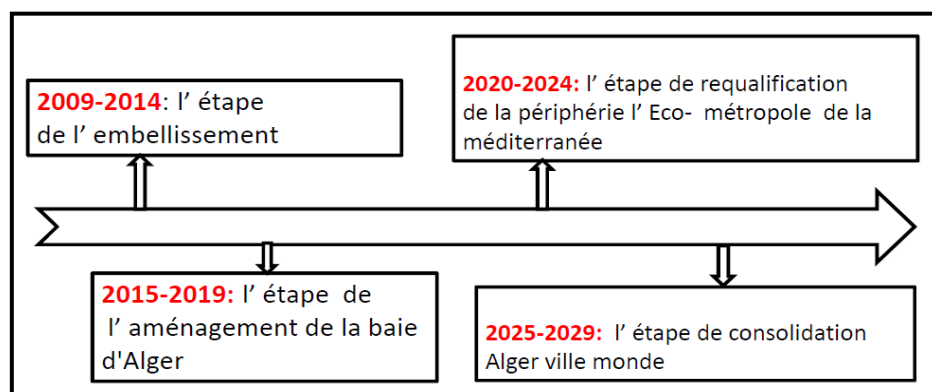 2009-2014: l’ étape
de l’ embellissement
2020-2024: l’ étape de requalification
de la périphérie l’ Eco- métropole de la
méditerranée
2015-2019: l’ étape de
l’ aménagement de la baie
d'Alger
2025-2029: l’ étape de consolidation
Alger ville monde